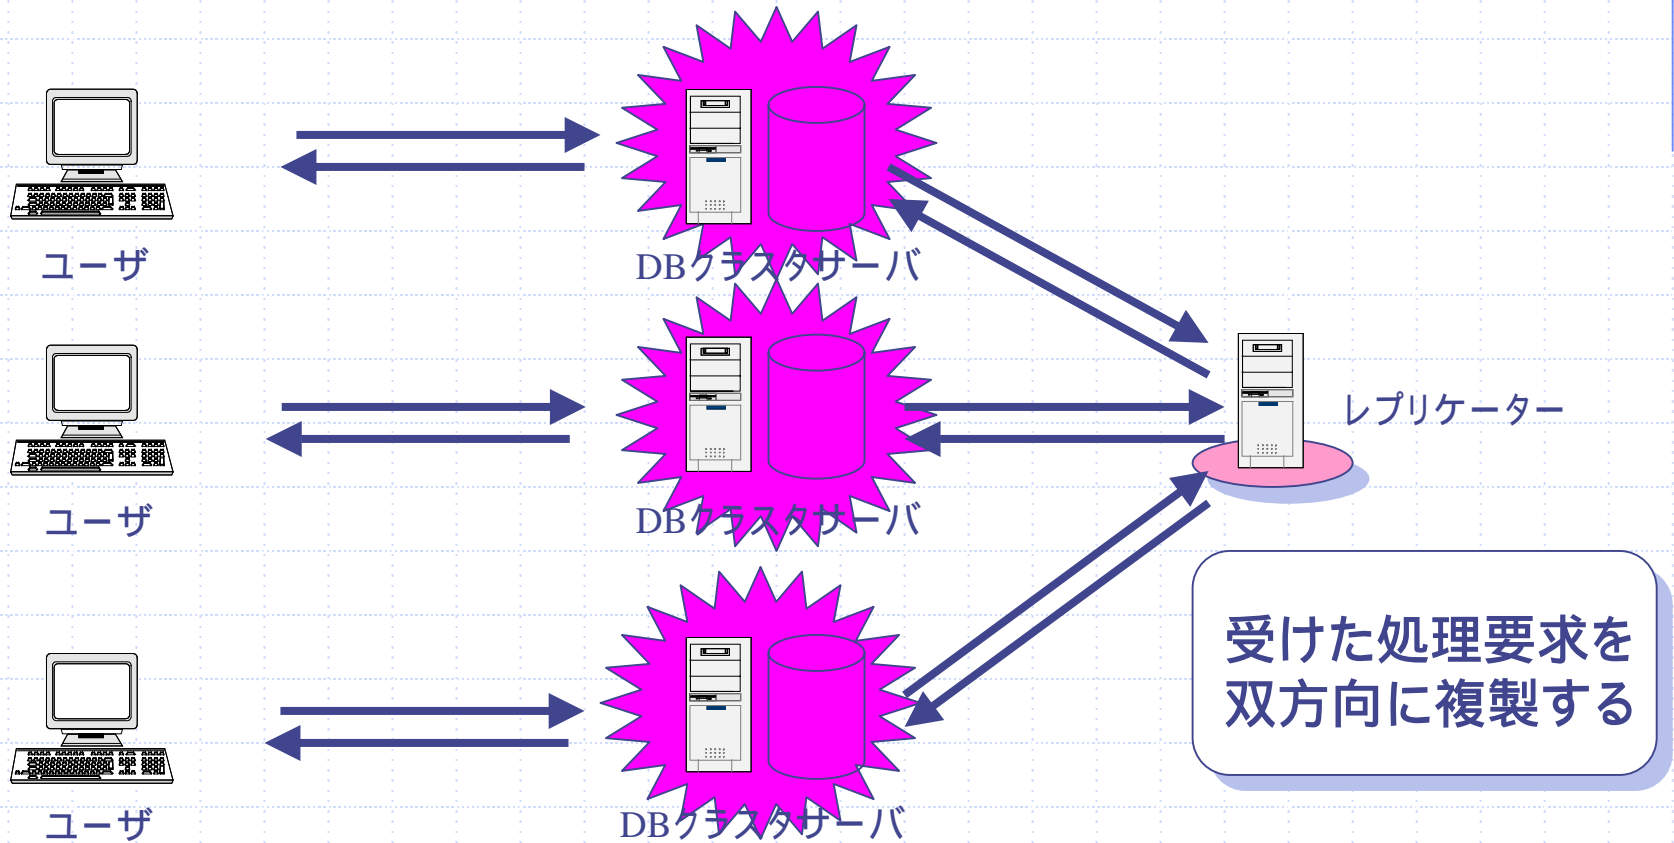 ユーザ
DBクラスタサーバ
ユーザ
DBクラスタサーバ
レプリケーター
受けた処理要求を
双方向に複製する
ユーザ
DBクラスタサーバ